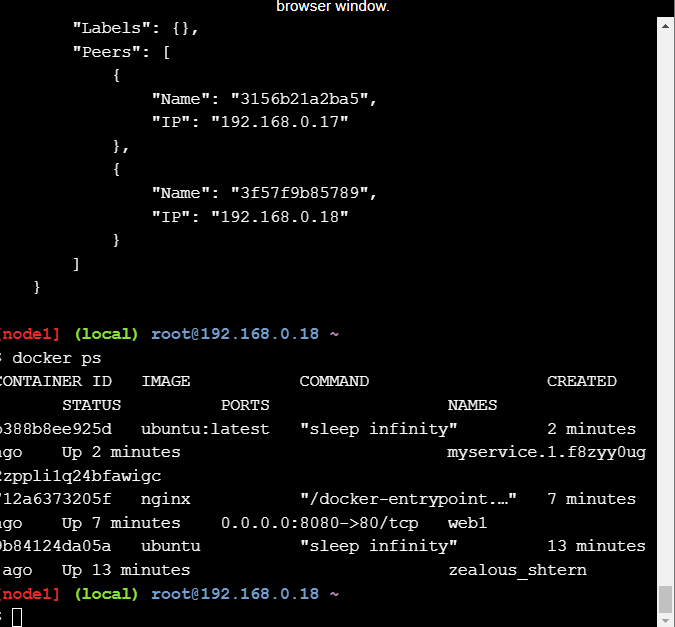 browser window.
"Labels": {},
"Peers": [
{
"Name": "3156b21a2ba5",
"IP": "192.168.0.17"
},
{
"Name": "3f57f9b85789",
"IP": "192.168.0.18"
}
]
}
[node1] (local) root@192.168.0.18 ~
$ docker ps
CONTAINER ID IMAGE COMMAND CREATED
STATUS PORTS NAMES
b388b8ee925d ubuntu:latest "sleep infinity" 2 minutes
ago Up 2 minutes myservice.1.f8zyy0ug
zppli1q24bfawigc
712a6373205f nginx "/docker-entrypoint.…" 7 minutes
ago Up 7 minutes 0.0.0.0:8080->80/tcp web1
9b84124da05a ubuntu "sleep infinity" 13 minutes
ago Up 13 minutes zealous_shtern
[node1] (local) root@192.168.0.18 ~
$